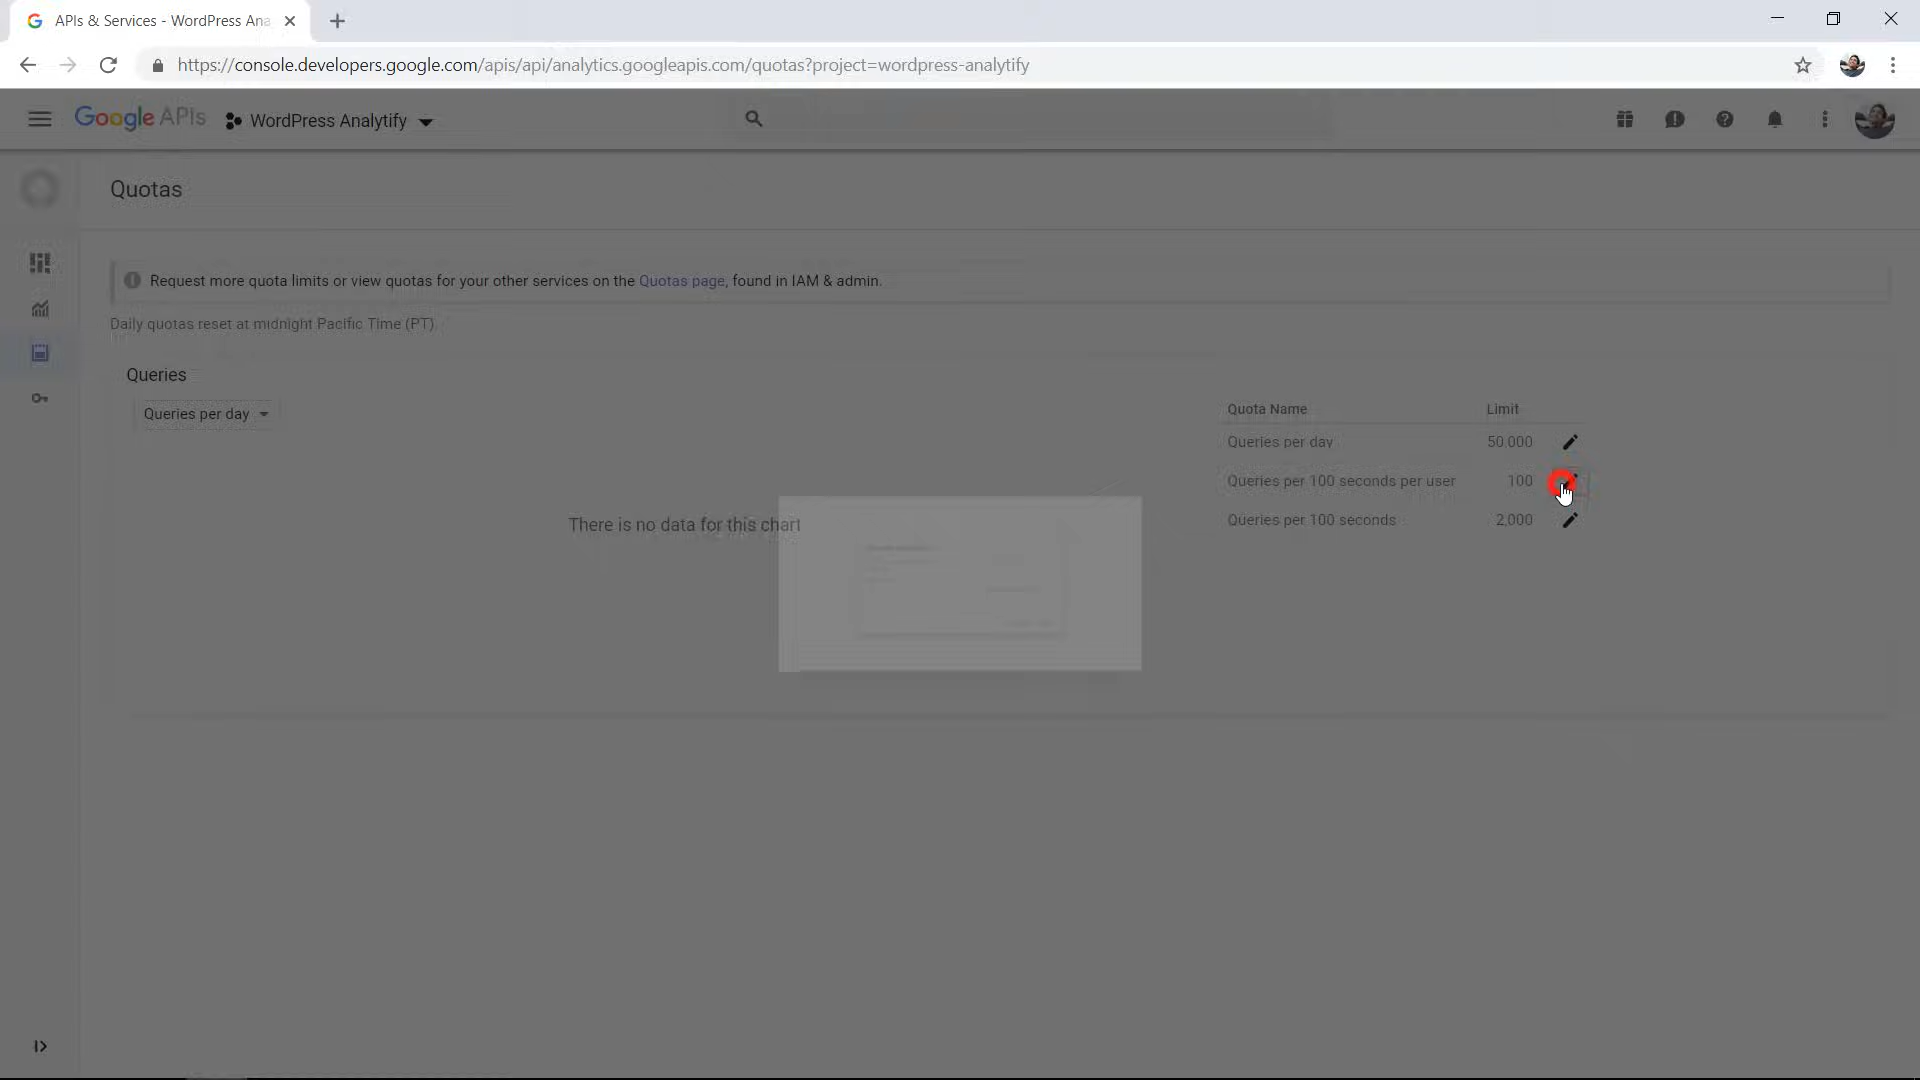 APIs & Services - WordPress Ana
https://console.developers.google.com/apis/api/analytics.googleapis.com/quotas?project=wordpress-analytify
Google APIs
WordPress Analytify
Quotas
Request more quota limits or view quotas for your other services on the Quotas page, found in IAM & admin.
Daily quotas reset at midnight Pacific Time (PT)
Queries
Queries per day
Quota Name Limit
Queries per day 50,000
Queries per 100 seconds per user 100
Queries per 100 seconds 2,000
There is no data for this chart